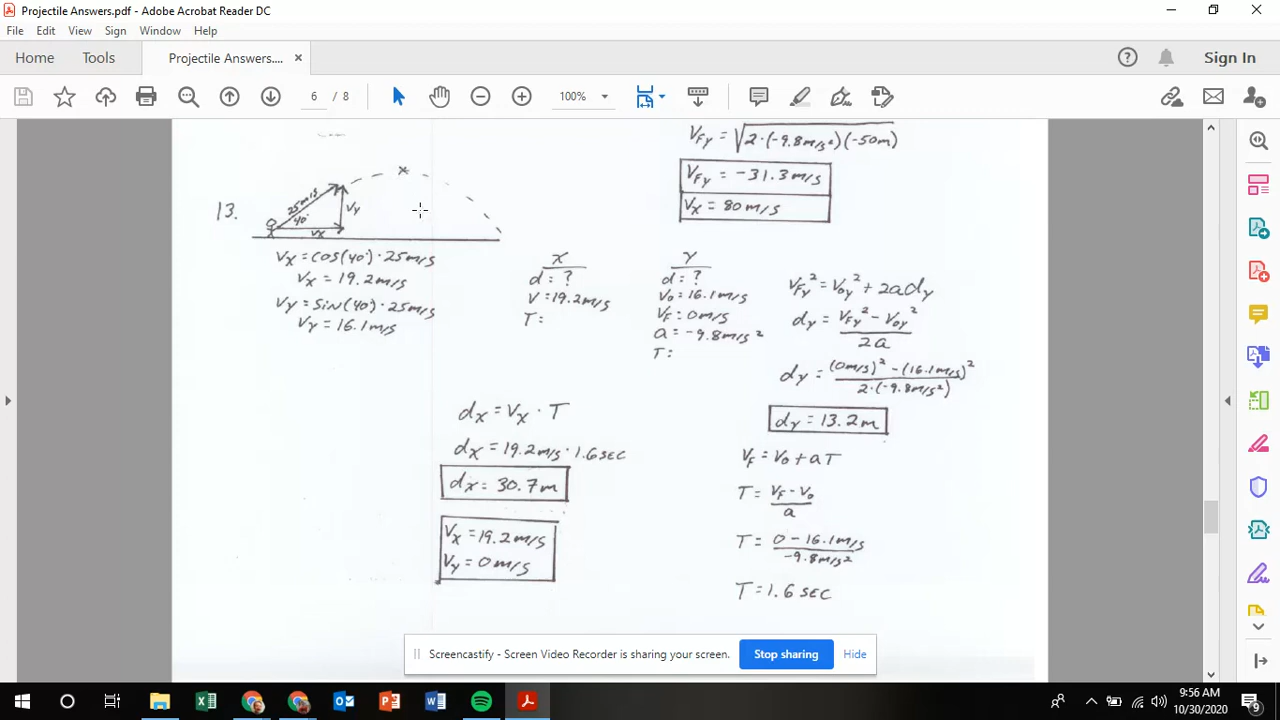 Projectile Answers.pdf - Adobe Acrobat Reader DC
File Edit View Sign Window Help
Home Tools Projectile Answers.... × Sign In
6 / 8 100%
VFy = √2·(-9.8m/s²)(-50m)
VFy = -31.3m/s
Vx = 80m/s
13.
25m/s
40°
Vy
Vx
Vx = cos(40°)·25m/s
Vx = 19.2m/s
Vy = sin(40°)·25m/s
Vy = 16.1m/s
X
d = ?
V = 19.2m/s
T:
Y
d = ?
Vo = 16.1m/s
VF = 0m/s
a = -9.8m/s²
T:
VFy² = Voy² + 2ady
dy = VFy² - Voy²
2a
dy = (0m/s)² - (16.1m/s)²
2·(-9.8m/s²)
dy = 13.2m
VF = Vo + aT
T = VF - Vo
a
T = 0 - 16.1m/s
-9.8m/s²
T = 1.6 SEC
dx = Vx · T
dx = 19.2m/s · 1.6 SEC
dx = 30.7m
Vx = 19.2m/s
Vy = 0m/s
Screencastify - Screen Video Recorder is sharing your screen. Stop sharing Hide
9:56 AM
10/30/2020
9